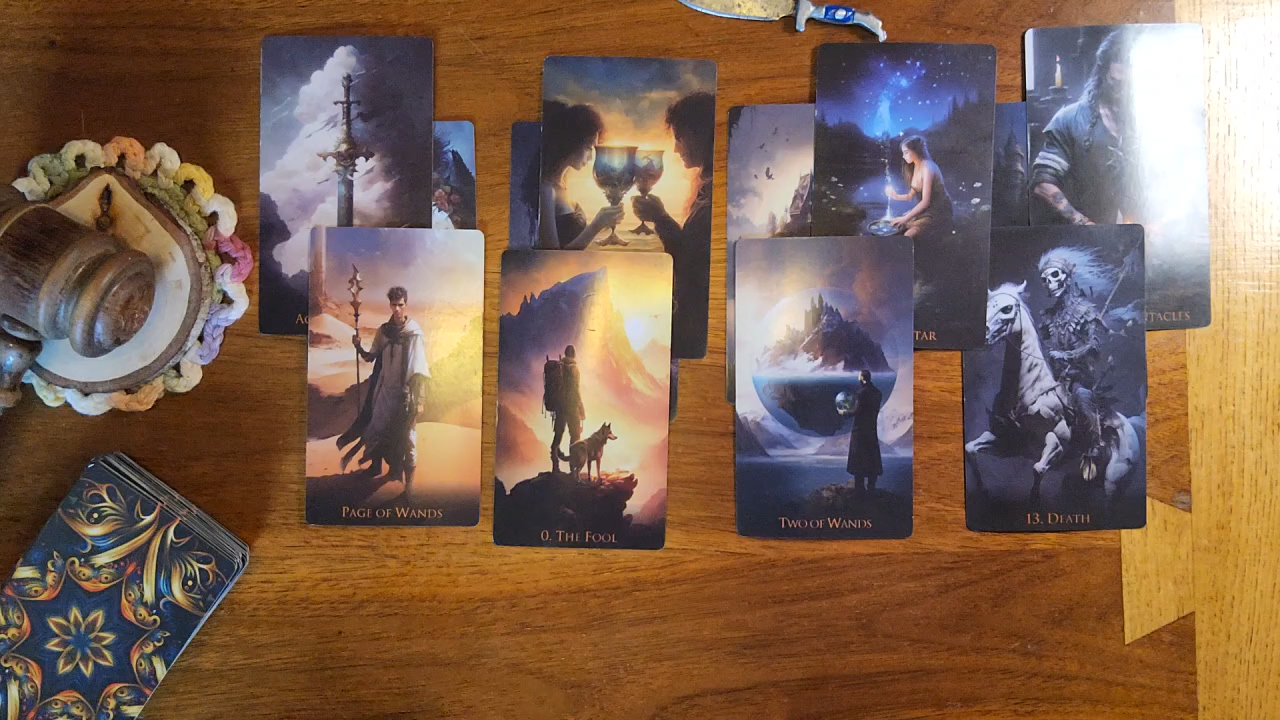 TACLES
TAR
PAGE OF WANDS
0. THE FOOL
TWO OF WANDS
13. DEATH